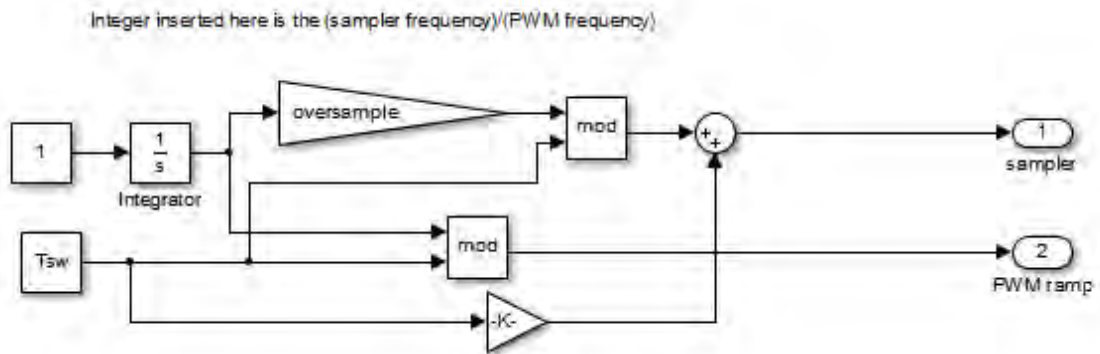 Integer inserted here is the (sampler frequency)/(PWM frequency)
oversample
mod
1
1
s
Integrator
++
1
sampler
Tsw
mod
2
PWM ramp
-K-